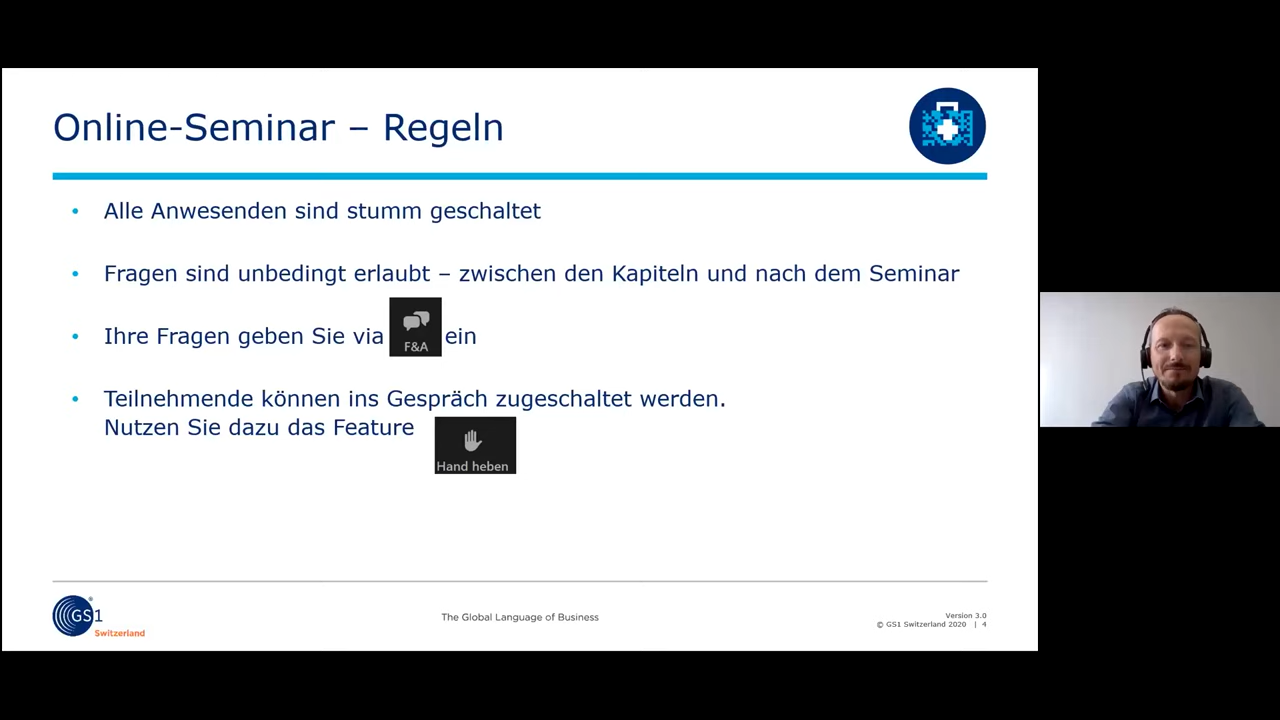 Online-Seminar – Regeln
• Alle Anwesenden sind stumm geschaltet
• Fragen sind unbedingt erlaubt – zwischen den Kapiteln und nach dem Seminar
• Ihre Fragen geben Sie via F&A ein
• Teilnehmende können ins Gespräch zugeschaltet werden.
Nutzen Sie dazu das Feature
Hand heben
GS1 ®
Switzerland
The Global Language of Business
Version 3.0
© GS1 Switzerland 2020 | 4